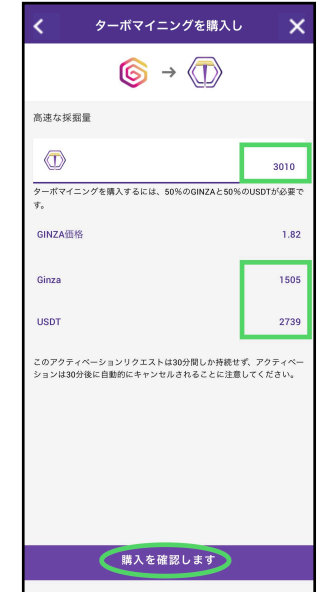 ターボマイニングを購入し
高速な採掘量
3010
ターボマイニングを購入するには、50%のGINZAと50%のUSDTが必要で
す。
GINZA価格 1.82
Ginza 1505
USDT 2739
このアクティベーションリクエストは30分間しか持続せず、アクティベー
ションは30分後に自動的にキャンセルされることに注意してください。
購入を確認します